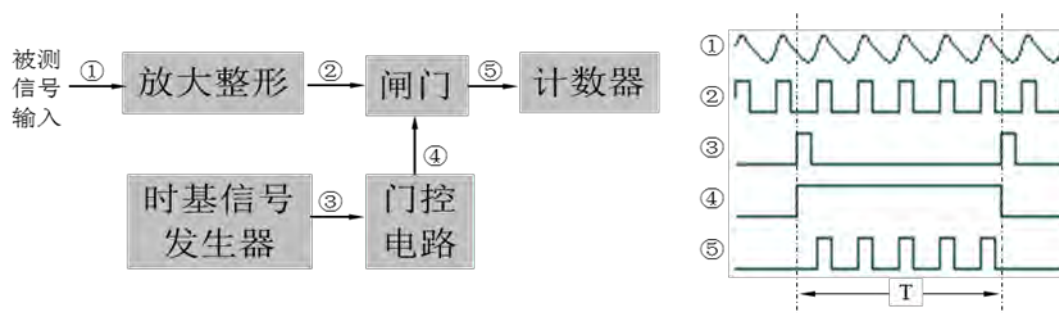 被测
信号
输入
①
放大整形
②
闸门
⑤
计数器
④
时基信号
发生器
③
门控
电路
①
②
③
④
⑤
T